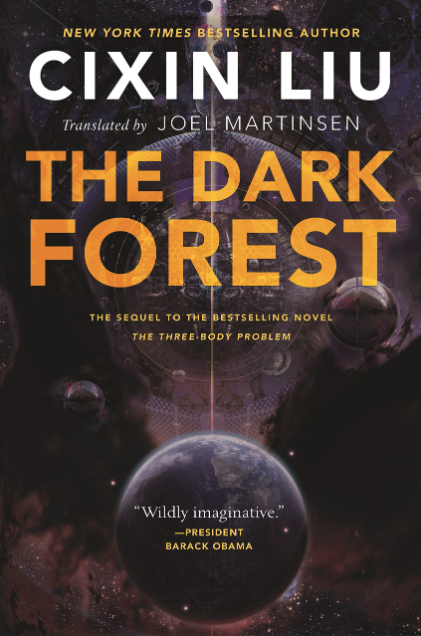 NEW YORK TIMES BESTSELLING AUTHOR
CIXIN LIU
Translated by JOEL MARTINSEN
THE DARK
FOREST
THE SEQUEL TO THE BESTSELLING NOVEL
THE THREE-BODY PROBLEM
“Wildly imaginative.”
—PRESIDENT
BARACK OBAMA